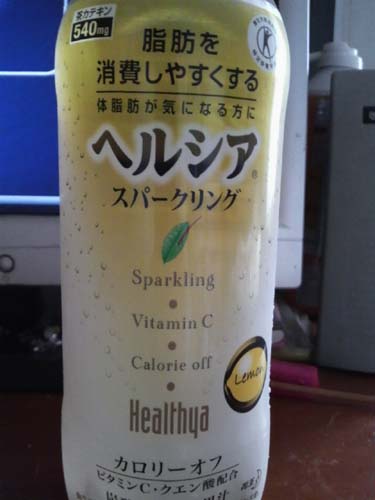 茶カテキン
540mg
脂肪を
消費しやすくする
体脂肪が気になる方に
ヘルシア®
スパークリング
Sparkling
Vitamin C
Calorie off
Lemon
Healthya
カロリーオフ
ビタミンC・クエン酸配合